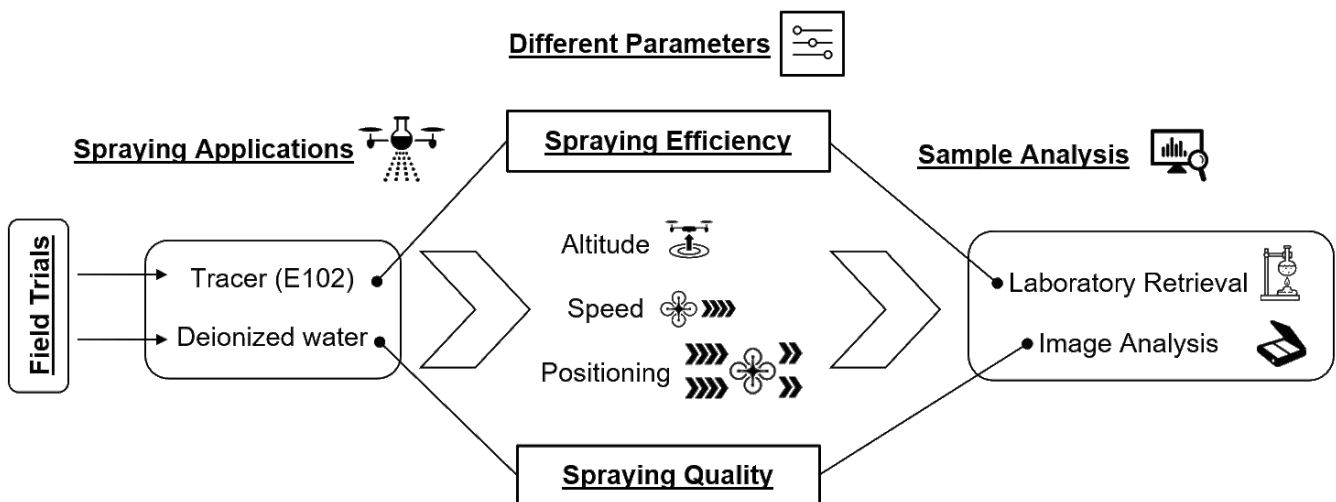 Different Parameters
Spraying Applications
Spraying Efficiency
Sample Analysis
Field Trials
Tracer (E102)
Deionized water
Altitude
Speed
Positioning
Laboratory Retrieval
Image Analysis
Spraying Quality